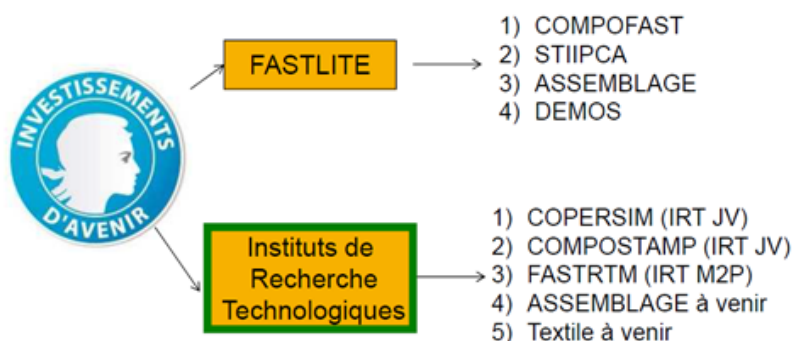 INVESTISSEMENTS
D'AVENIR
FASTLITE
1) COMPOFAST
2) STIIPCA
3) ASSEMBLAGE
4) DEMOS
Instituts de
Recherche
Technologiques
1) COPERSIM (IRT JV)
2) COMPOSTAMP (IRT JV)
3) FASTRTM (IRT M2P)
4) ASSEMBLAGE à venir
5) Textile à venir